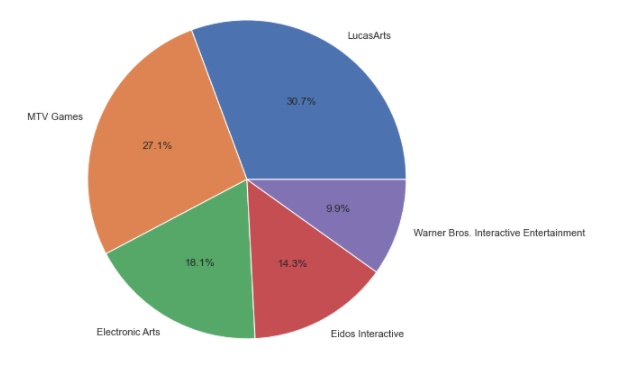 LucasArts
30.7%
MTV Games
27.1%
9.9%
Warner Bros. Interactive Entertainment
18.1%
14.3%
Electronic Arts
Eidos Interactive